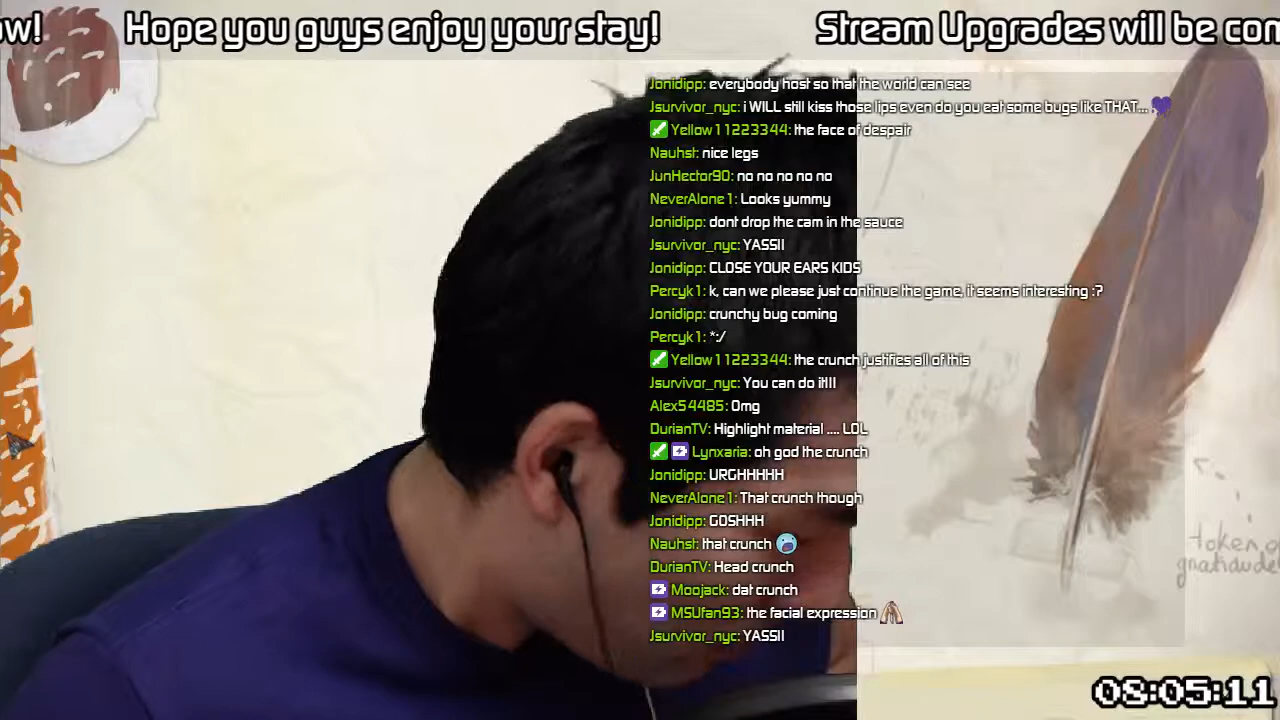 ow! Hope you guys enjoy your stay! Stream Upgrades will be con
Jonidipp: everybody host so that the world can see
Jsurvivor_nyc: i WILL still kiss those lips even do you eat some bugs like THAT...
Yellow11223344: the face of despair
Nauhst: nice legs
JunHector90: no no no no no
NeverAlone1: Looks yummy
Jonidipp: dont drop the cam in the sauce
Jsurvivor_nyc: YASS!!
Jonidipp: CLOSE YOUR EARS KIDS
Percyk1: k, can we please just continue the game, it seems interesting :?
Jonidipp: crunchy bug coming
Percyk1: *:/
Yellow11223344: the crunch justifies all of this
Jsurvivor_nyc: You can do it!!!
Alex54485: Omg
DurianTV: Highlight material .... LOL
Lynxaria: oh god the crunch
Jonidipp: URGHHHHH
NeverAlone1: That crunch though
Jonidipp: GOSHHH
Nauhst: that crunch
DurianTV: Head crunch
Moojack: dat crunch
MSUfan93: the facial expression
Jsurvivor_nyc: YASS!!
token o
gratidude
08:05:11